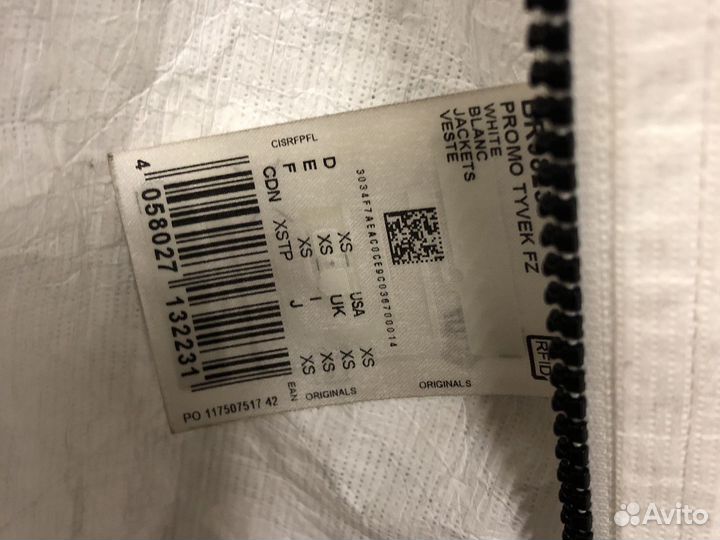 PROMO TYVEK FZ
WHITE
BLANC
JACKETS
VESTE
RFID
ORIGINALS
3034F7AEAC0CE9C036700014
D XS USA XS
E XS UK XS
F XS I XS
CDN XSTP J XS
CISRFPFL
ORIGINALS
EAN
4 058027 132231
PO 117507517 42
Avito